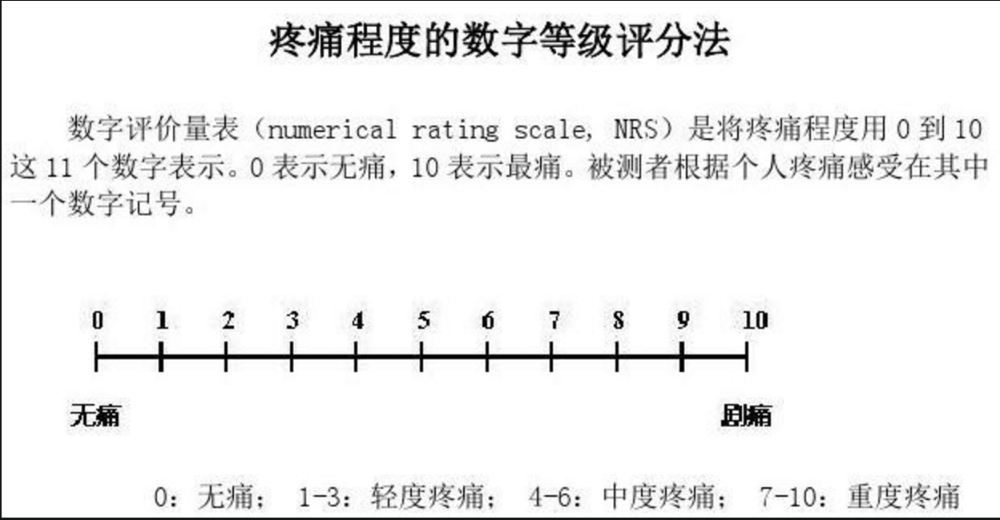 疼痛程度的数字等级评分法
数字评价量表（numerical rating scale, NRS）是将疼痛程度用 0 到 10
这 11 个数字表示。0 表示无痛，10 表示最痛。被测者根据个人疼痛感受在其中
一个数字记号。
0 1 2 3 4 5 6 7 8 9 10
无痛 剧痛
0：无痛； 1-3：轻度疼痛； 4-6：中度疼痛； 7-10：重度疼痛